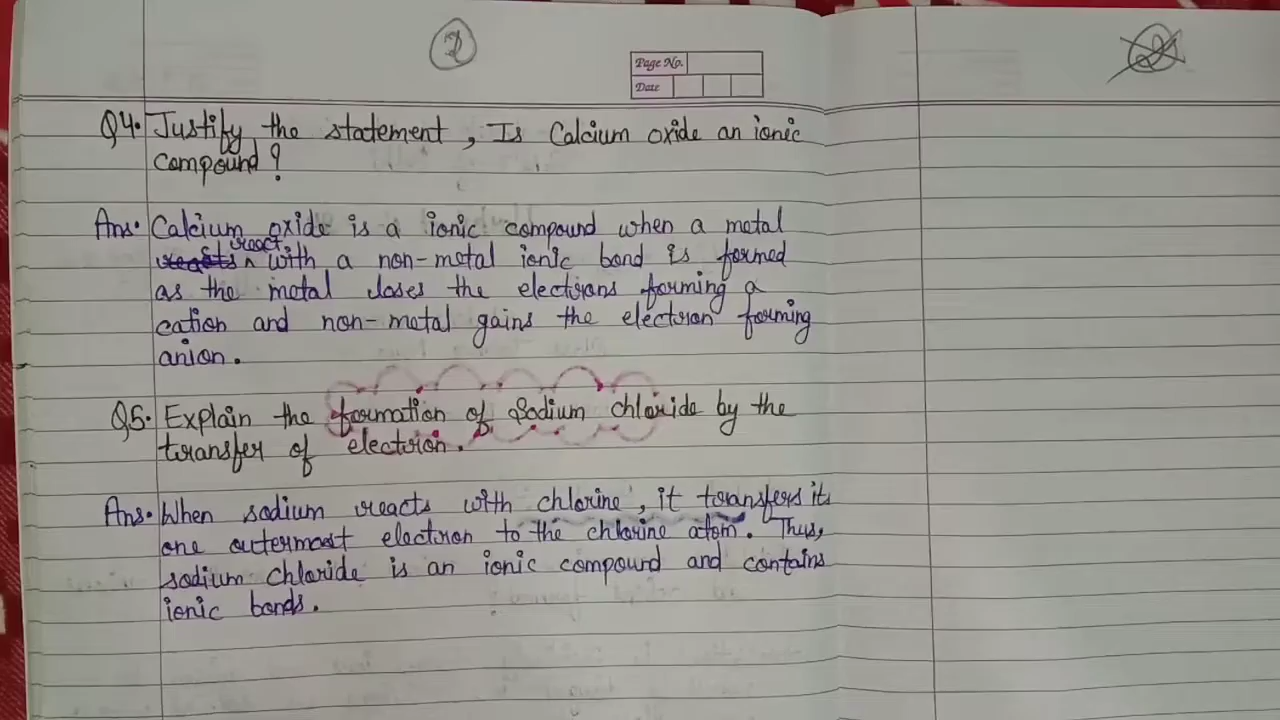 2
Page No.
Date
Q4. Justify the statement, Is Calcium oxide an ionic
compound?
Ans. Calcium oxide is a ionic compound when a metal
react
with a non-metal ionic bond is formed
as the metal loses the electrons forming a
cation and non-metal gains the electron forming
anion.
Q5. Explain the formation of Sodium chloride by the
transfer of electron.
Ans. When sodium reacts with chlorine, it transfers its
one outermost electron to the chlorine atom. Thus,
sodium chloride is an ionic compound and contains
ionic bonds.